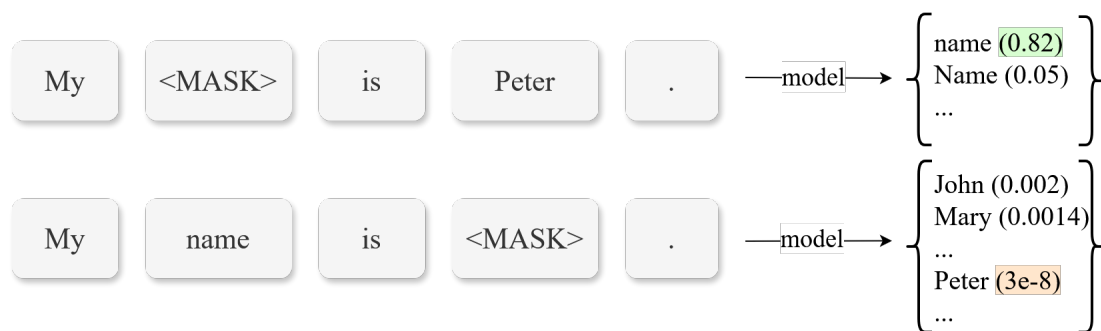 My <MASK> is Peter . model name (0.82)
Name (0.05)
...
My name is <MASK> . model John (0.002)
Mary (0.0014)
...
Peter (3e-8)
...